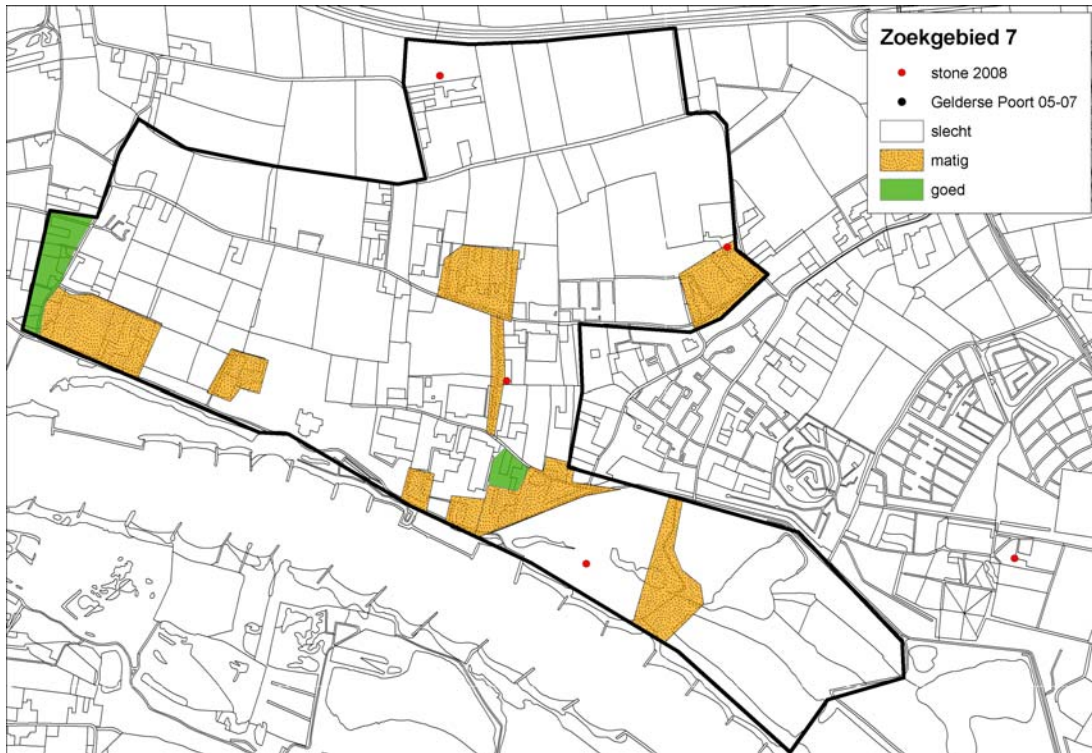 Zoekgebied 7
stone 2008
Gelderse Poort 05-07
slecht
matig
goed